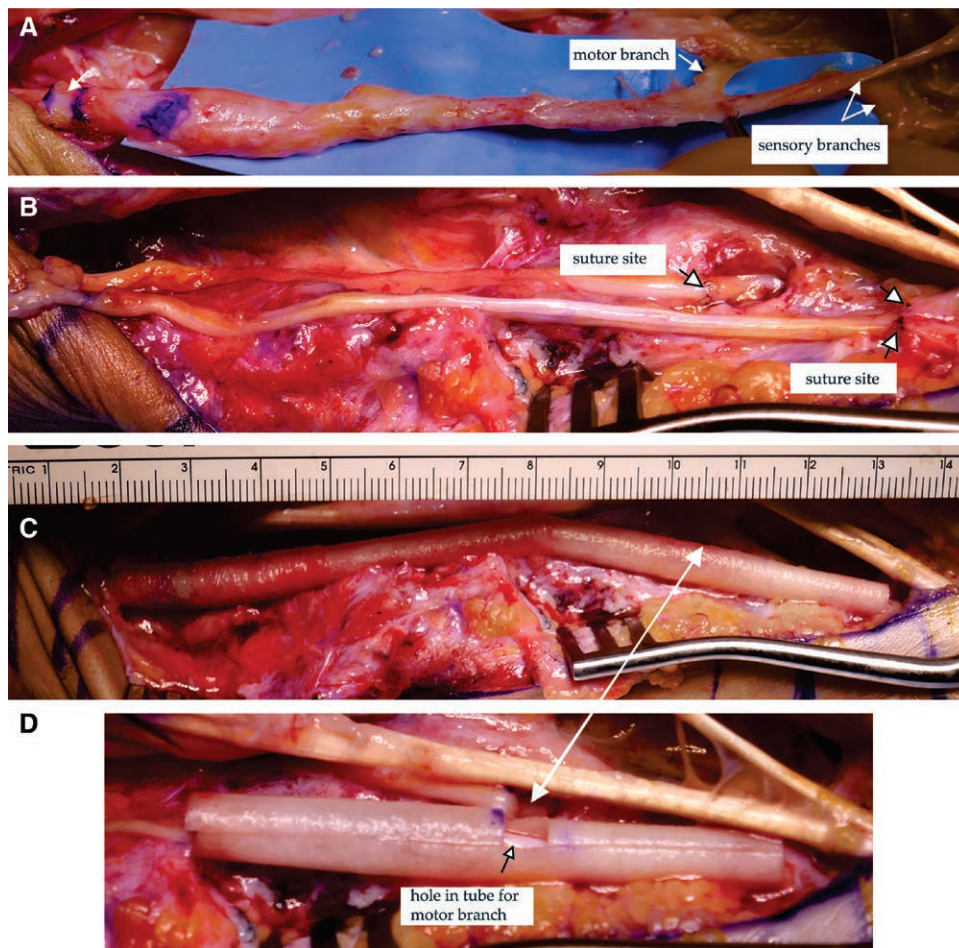 A
motor branch
sensory branches
B
suture site
suture site
TRIC 1 2 3 4 5 6 7 8 9 10 11 12 13 14
C
D
hole in tube for
motor branch